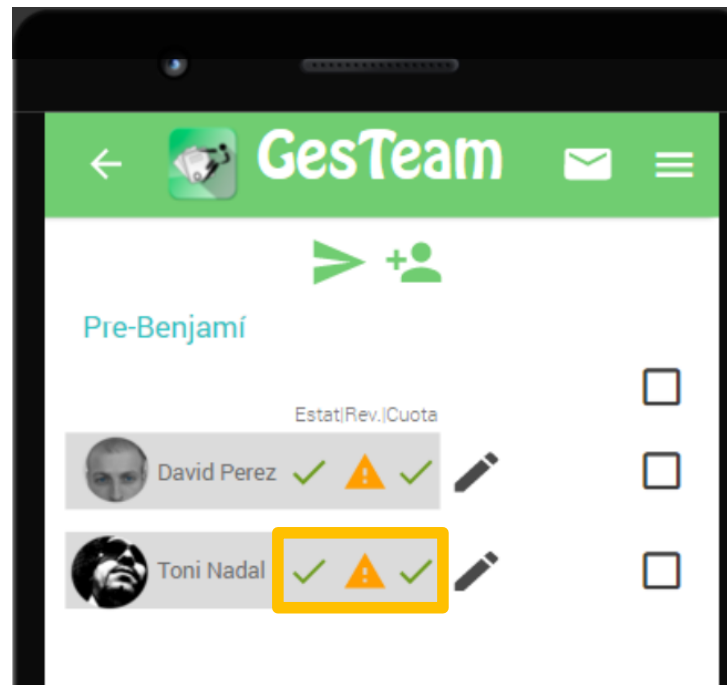 GesTeam
Pre-Benjamí
Estat|Rev.|Cuota
David Perez
Toni Nadal